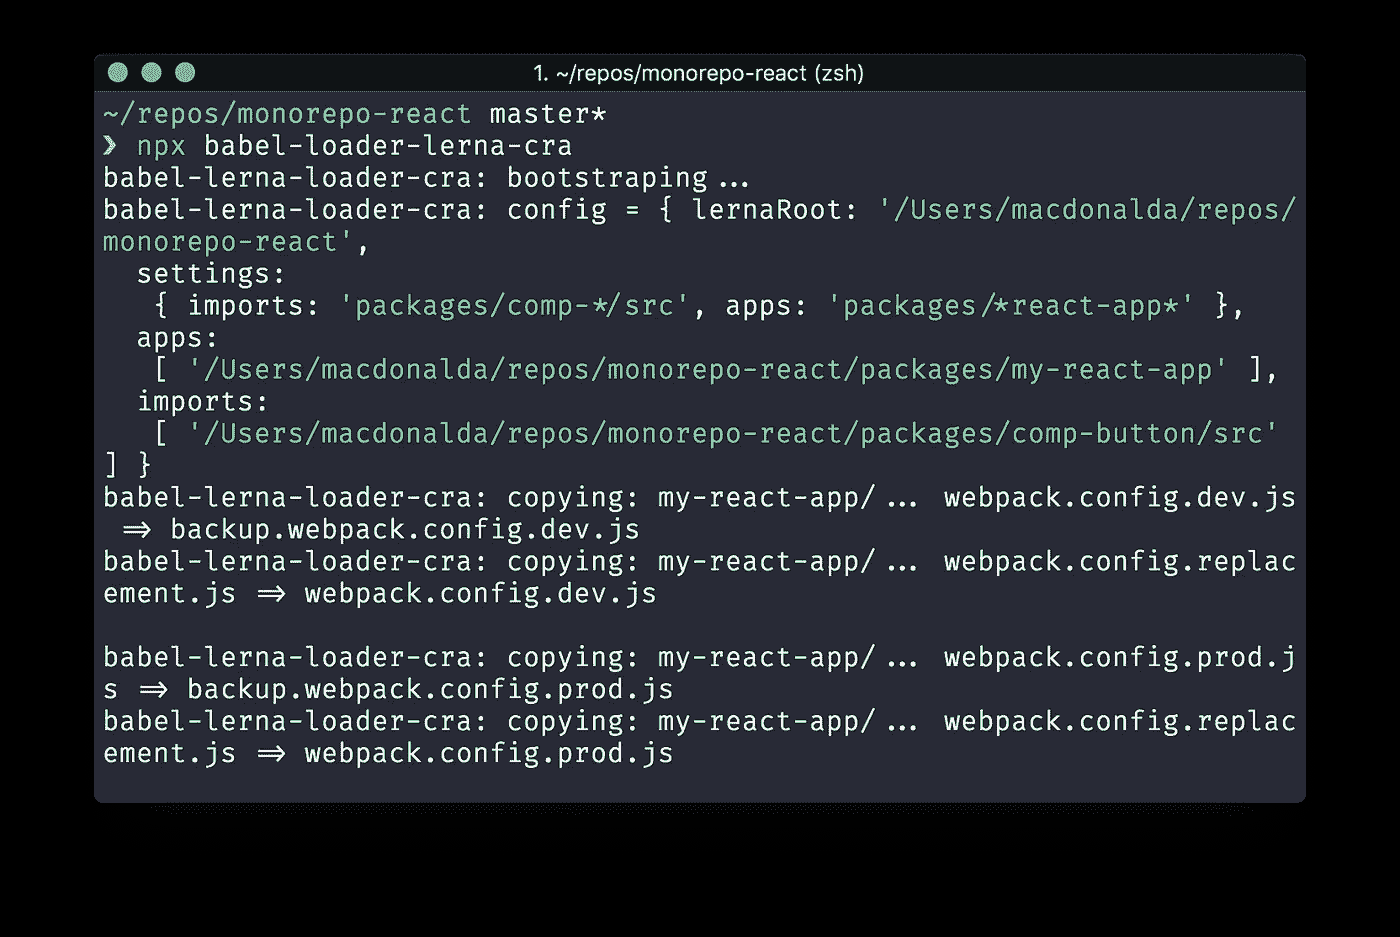 1. ~/repos/monorepo-react (zsh)
~/repos/monorepo-react master*
❯ npx babel-loader-lerna-cra
babel-lerna-loader-cra: bootstraping...
babel-lerna-loader-cra: config = { lernaRoot: '/Users/macdonalda/repos/
monorepo-react',
  settings:
   { imports: 'packages/comp-*/src', apps: 'packages/*react-app*' },
  apps:
   [ '/Users/macdonalda/repos/monorepo-react/packages/my-react-app' ],
  imports:
   [ '/Users/macdonalda/repos/monorepo-react/packages/comp-button/src'
] }
babel-lerna-loader-cra: copying: my-react-app/... webpack.config.dev.js
 => backup.webpack.config.dev.js
babel-lerna-loader-cra: copying: my-react-app/... webpack.config.replac
ement.js => webpack.config.dev.js

babel-lerna-loader-cra: copying: my-react-app/... webpack.config.prod.j
s => backup.webpack.config.prod.js
babel-lerna-loader-cra: copying: my-react-app/... webpack.config.replac
ement.js => webpack.config.prod.js